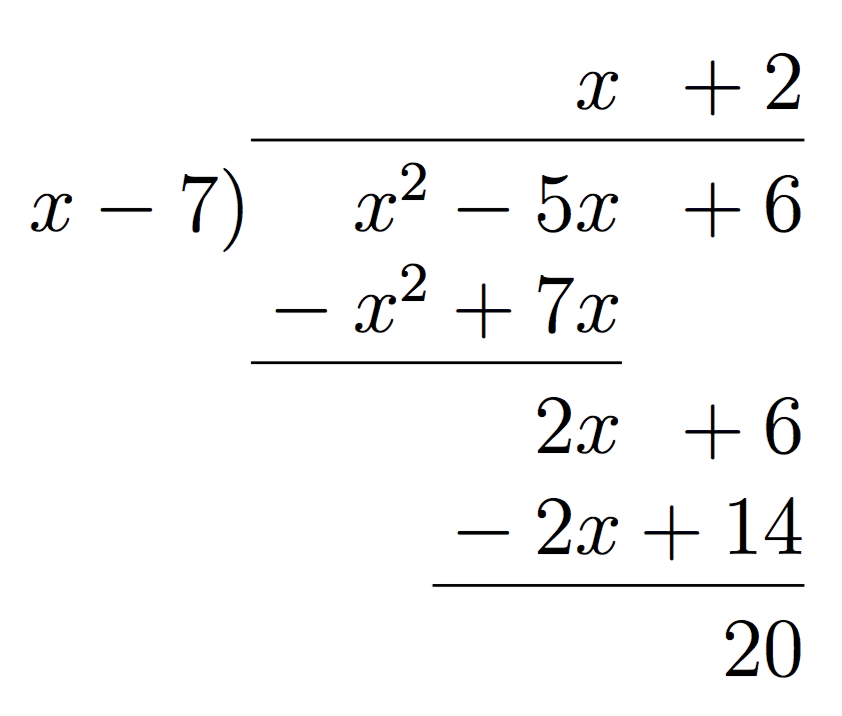 x + 2
x − 7) x² − 5x + 6
− x² + 7x
2x + 6
− 2x + 14
20